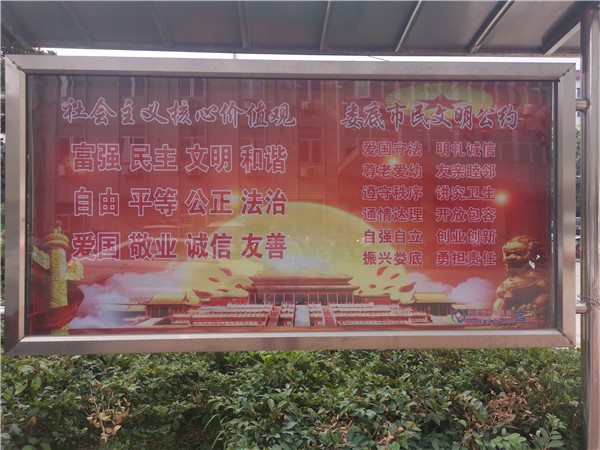 社会主义核心价值观
富强 民主 文明 和谐
自由 平等 公正 法治
爱国 敬业 诚信 友善
娄底市民文明公约
爱国守法 明礼诚信
尊老爱幼 友亲睦邻
遵守秩序 讲究卫生
通情达理 开放包容
自强自立 创业创新
振兴娄底 勇担责任